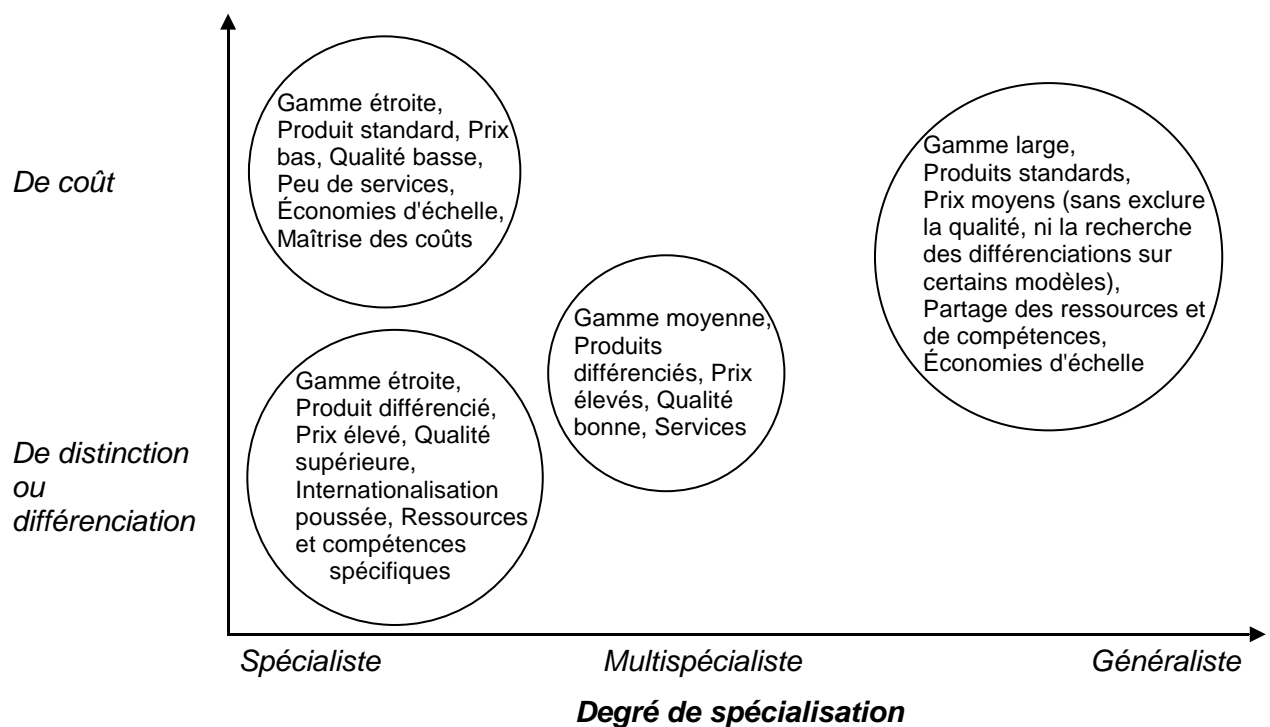 De coût
De distinction
ou
différenciation
Gamme étroite,
Produit standard, Prix
bas, Qualité basse,
Peu de services,
Économies d'échelle,
Maîtrise des coûts
Gamme étroite,
Produit différencié,
Prix élevé, Qualité
supérieure,
Internationalisation
poussée, Ressources
et compétences
spécifiques
Gamme moyenne,
Produits
différenciés, Prix
élevés, Qualité
bonne, Services
Gamme large,
Produits standards,
Prix moyens (sans exclure
la qualité, ni la recherche
des différenciations sur
certains modèles),
Partage des ressources et
de compétences,
Économies d'échelle
Spécialiste
Multispécialiste
Généraliste
Degré de spécialisation